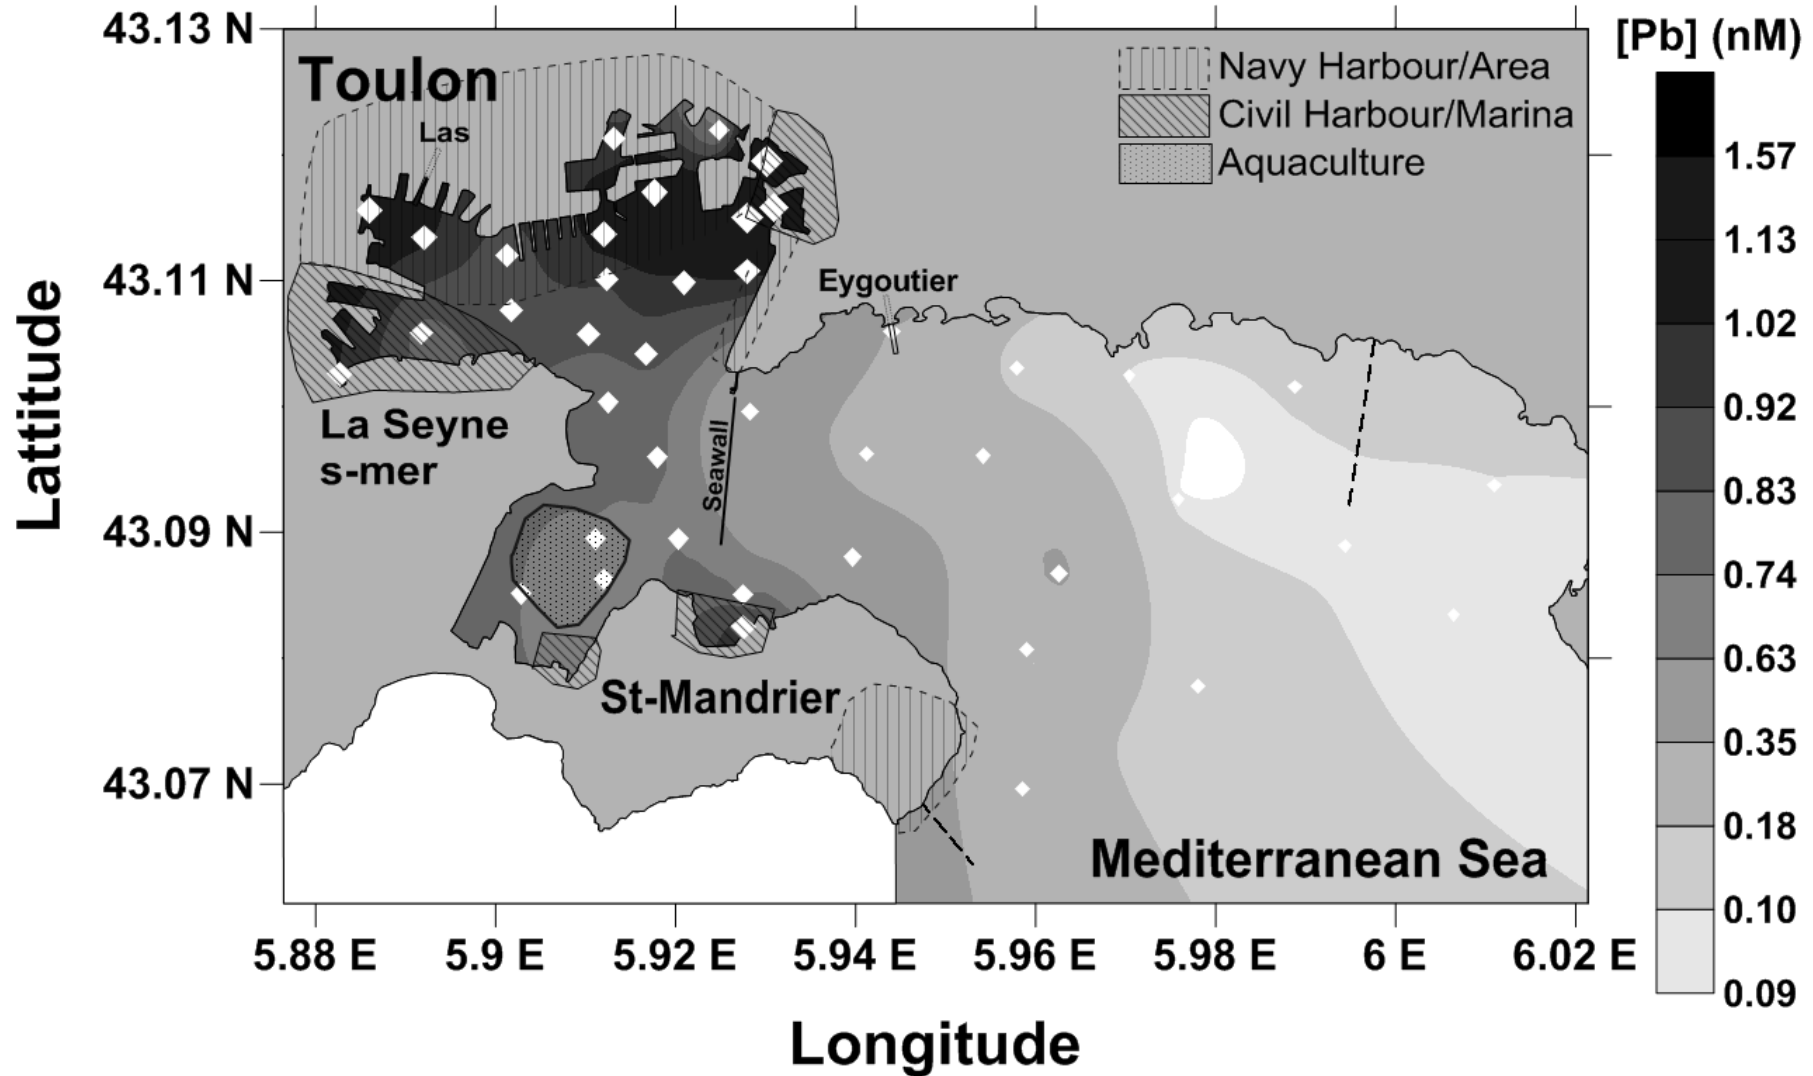 43.13 N
[Pb] (nM)
Toulon
Navy Harbour/Area
Civil Harbour/Marina
Aquaculture
Las
1.57
1.13
43.11 N
Eygoutier
1.02
0.92
La Seyne
s-mer
Seawall
0.83
43.09 N
0.74
0.63
St-Mandrier
0.35
43.07 N
0.18
Mediterranean Sea
0.10
0.09
5.88 E
5.9 E
5.92 E
5.94 E
5.96 E
5.98 E
6 E
6.02 E
Lattitude
Longitude